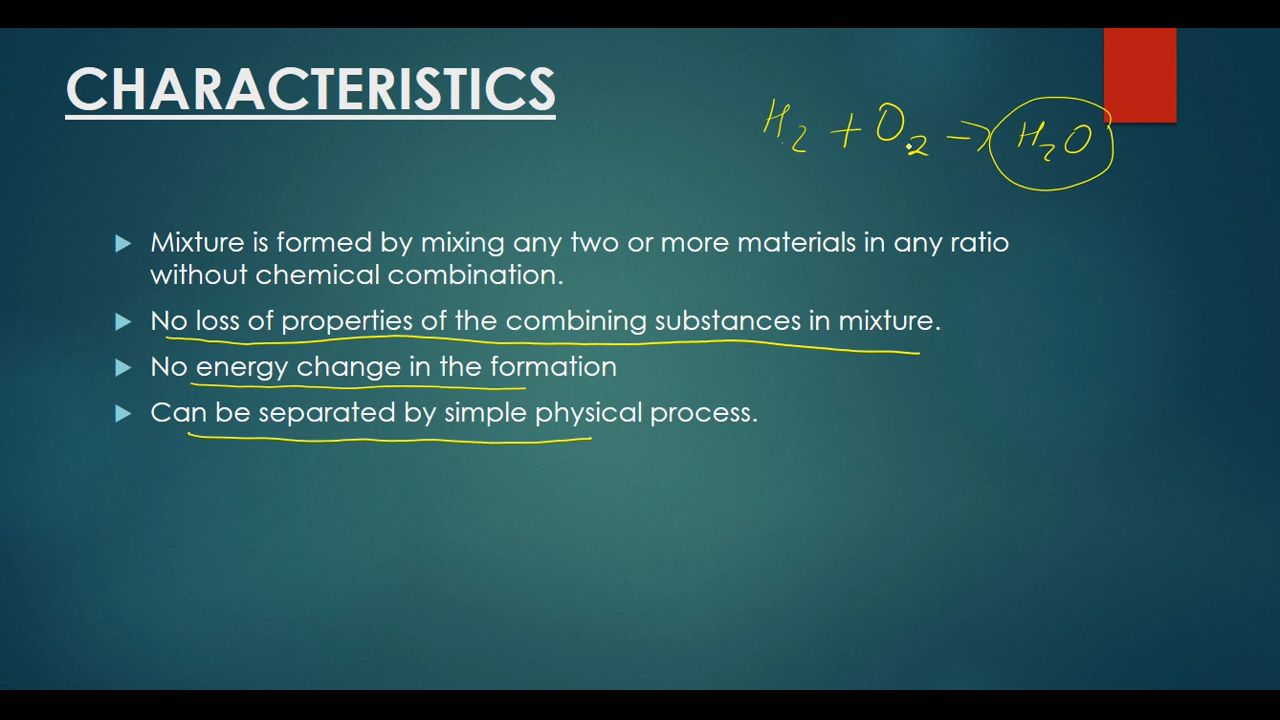 CHARACTERISTICS
H₂ + O₂ → H₂O
Mixture is formed by mixing any two or more materials in any ratio
without chemical combination.
No loss of properties of the combining substances in mixture.
No energy change in the formation
Can be separated by simple physical process.